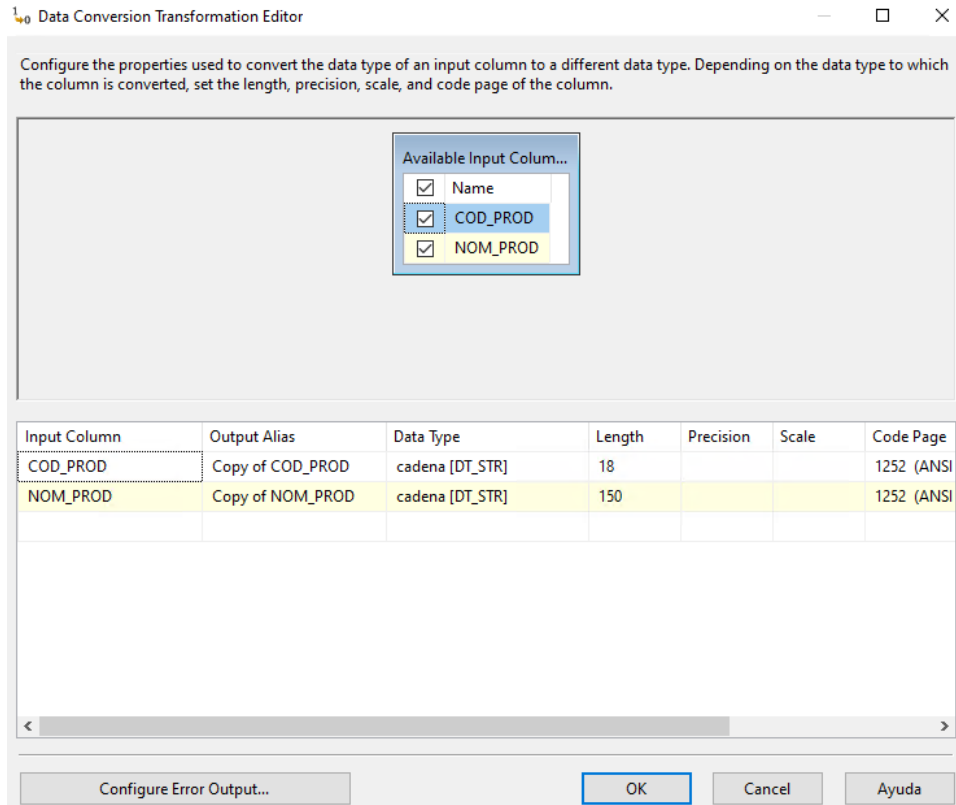 Data Conversion Transformation Editor
Configure the properties used to convert the data type of an input column to a different data type. Depending on the data type to which
the column is converted, set the length, precision, scale, and code page of the column.
Available Input Colum...
Name
COD_PROD
NOM_PROD
Input Column Output Alias Data Type Length Precision Scale Code Page
COD_PROD Copy of COD_PROD cadena [DT_STR] 18 1252 (ANSI
NOM_PROD Copy of NOM_PROD cadena [DT_STR] 150 1252 (ANSI
Configure Error Output... OK Cancel Ayuda